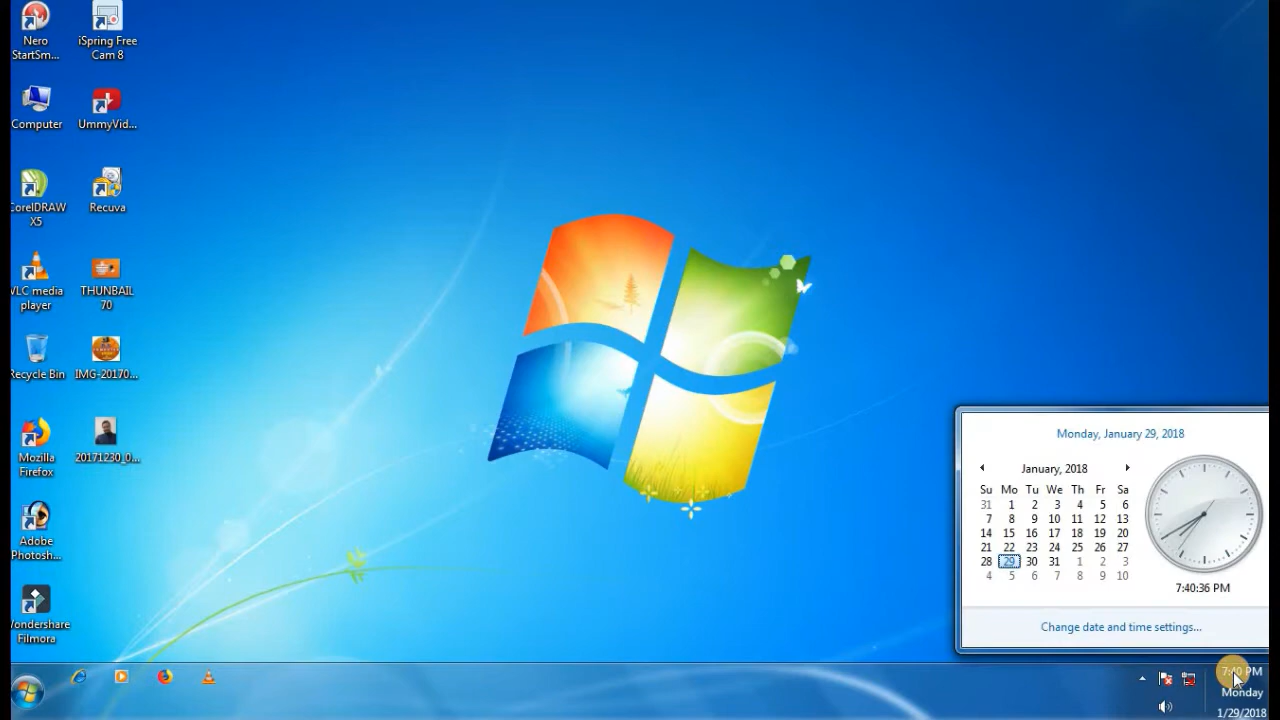 Nero
StartSm...
iSpring Free
Cam 8
Computer
UmmyVid...
CorelDRAW
X5
Recuva
VLC media
player
THUNBAIL
70
Recycle Bin
IMG-20170...
Mozilla
Firefox
20171230_0...
Adobe
Photosh...
Wondershare
Filmora
Monday, January 29, 2018
January, 2018
Su Mo Tu We Th Fr Sa
31 1 2 3 4 5 6
7 8 9 10 11 12 13
14 15 16 17 18 19 20
21 22 23 24 25 26 27
28 29 30 31 1 2 3
4 5 6 7 8 9 10
7:40:36 PM
Change date and time settings...
7:40 PM
Monday
1/29/2018